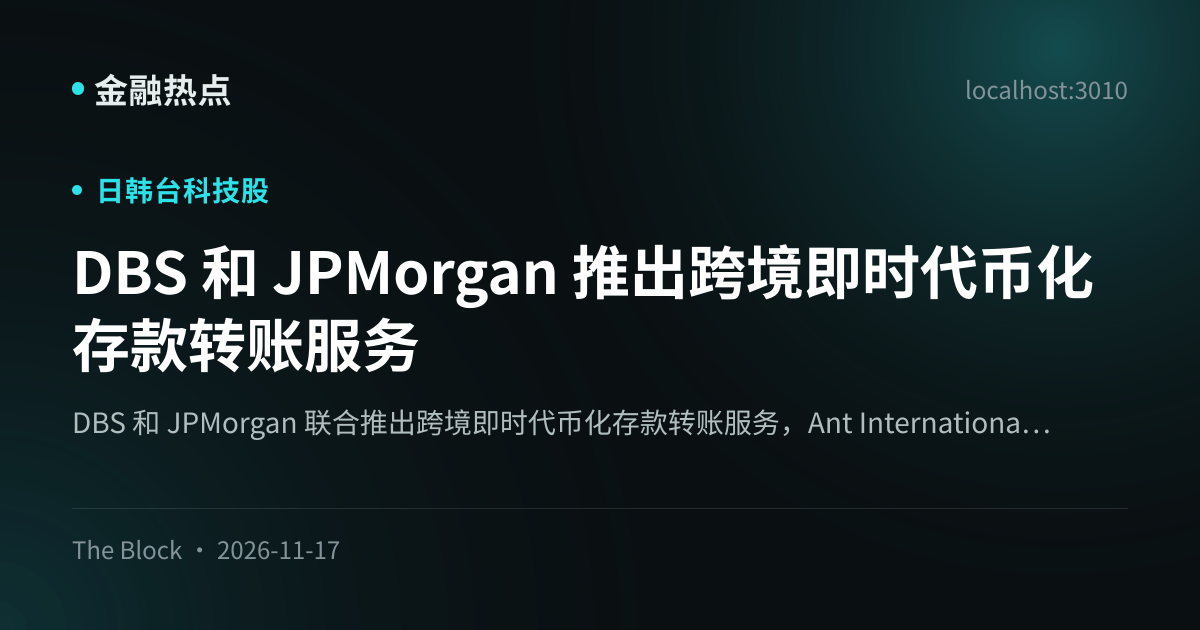 金融热点
localhost:3010
日韩台科技股
DBS 和 JPMorgan 推出跨境即时代币化
存款转账服务
DBS 和 JPMorgan 联合推出跨境即时代币化存款转账服务，Ant Internationa…
The Block · 2026-11-17